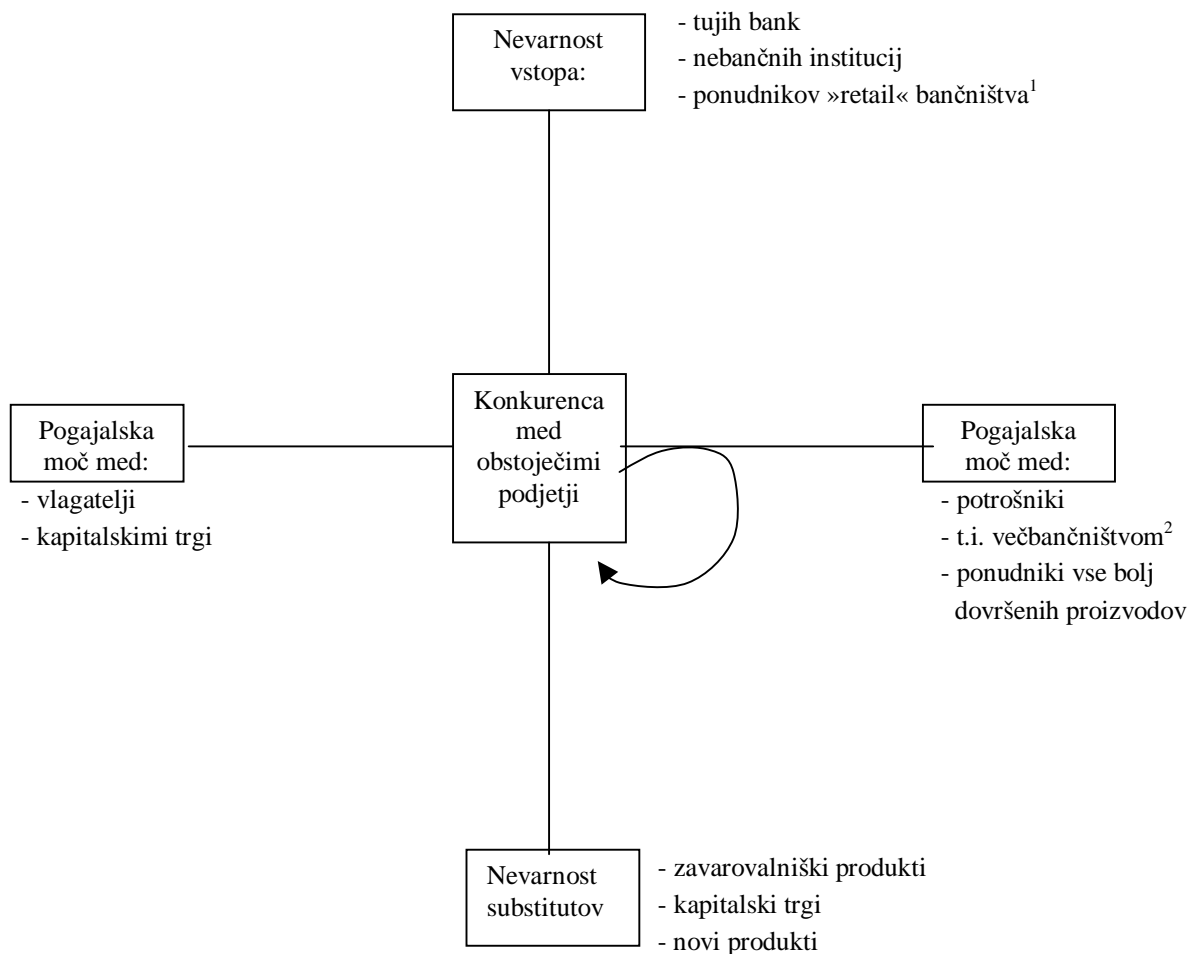 Nevarnost
vstopa:
- tujih bank
- nebančnih institucij
- ponudnikov »retail« bančništva¹
Pogajalska
moč med:
- vlagatelji
- kapitalskimi trgi
Konkurenca
med
obstoječimi
podjetji
Pogajalska
moč med:
- potrošniki
- t.i. večbančništvom²
- ponudniki vse bolj
dovršenih proizvodov
Nevarnost
substitutov
- zavarovalniški produkti
- kapitalski trgi
- novi produkti